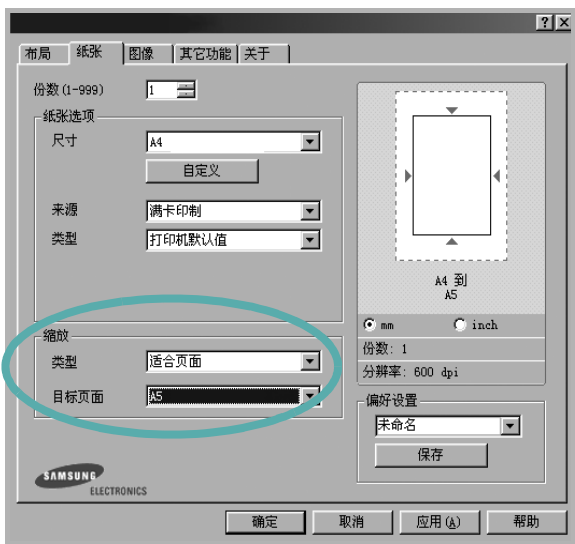 ? X
布局 纸张 图像 其它功能 关于
份数 (1-999) 1
纸张选项
尺寸 A4
自定义
来源 满卡印制
类型 打印机默认值
A4 到
A5
mm inch
份数: 1
分辨率: 600 dpi
缩放
类型 适合页面
目标页面 A5
偏好设置
未命名
保存
SAMSUNG
ELECTRONICS
确定 取消 应用(A) 帮助